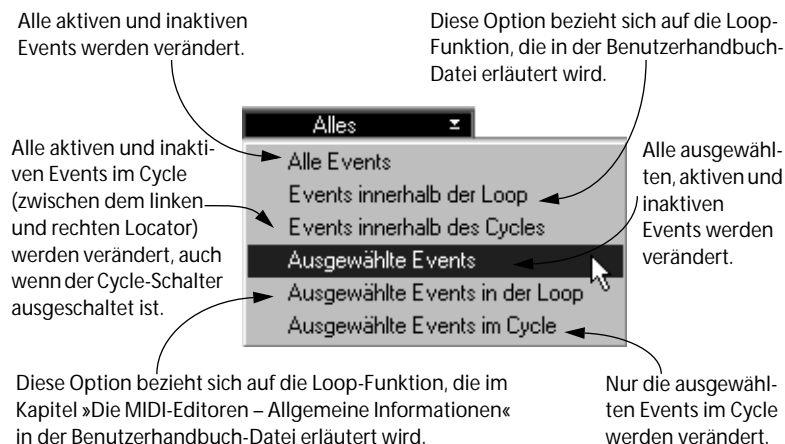 Alle aktiven und inaktiven
Events werden verändert.
Diese Option bezieht sich auf die Loop-
Funktion, die in der Benutzerhandbuch-
Datei erläutert wird.
Alles
Alle aktiven und inakti-
ven Events im Cycle
(zwischen dem linken
und rechten Locator)
werden verändert, auch
wenn der Cycle-Schalter
ausgeschaltet ist.
Alle Events
Events innerhalb der Loop
Events innerhalb des Cycles
Ausgewählte Events
Ausgewählte Events in der Loop
Ausgewählte Events im Cycle
Alle ausgewähl-
ten, aktiven und
inaktiven
Events werden
verändert.
Diese Option bezieht sich auf die Loop-Funktion, die im
Kapitel »Die MIDI-Editoren – Allgemeine Informationen«
in der Benutzerhandbuch-Datei erläutert wird.
Nur die ausgewähl-
ten Events im Cycle
werden verändert.